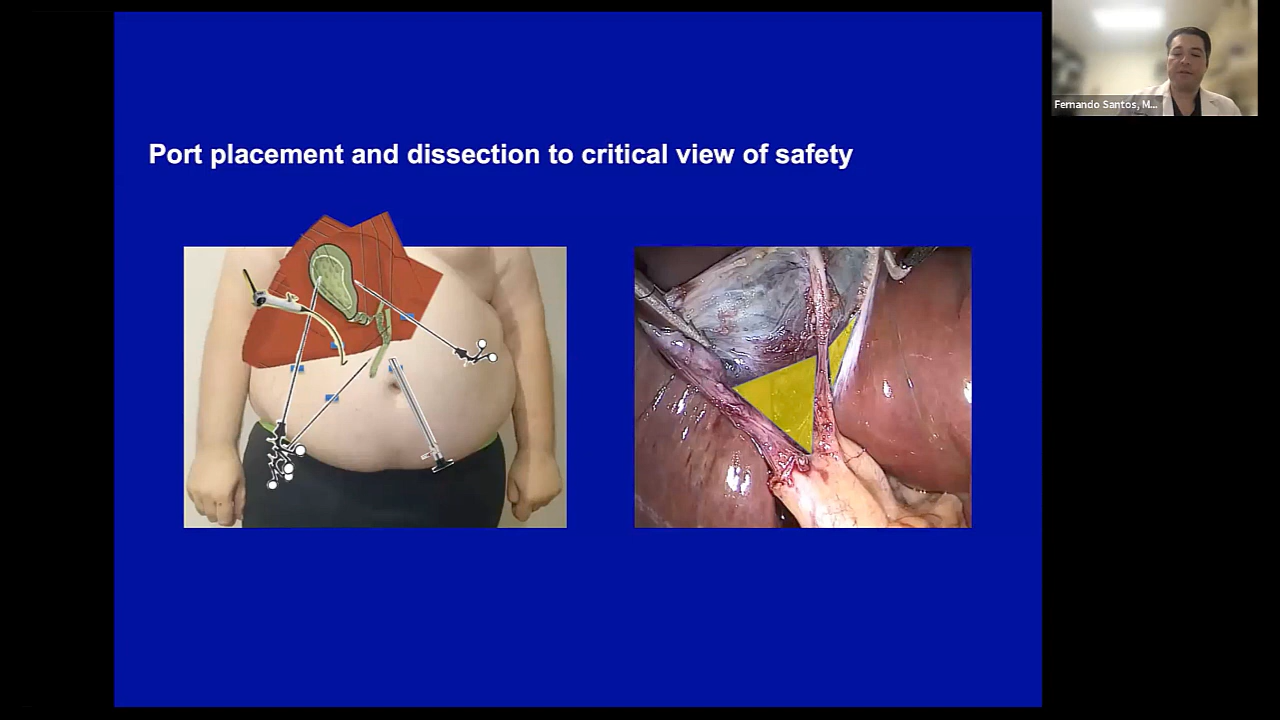 Fernando Santos, M...
Port placement and dissection to critical view of safety